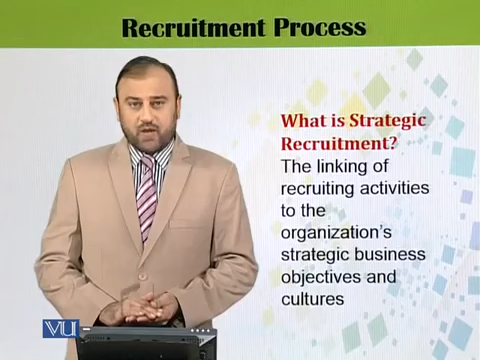 Recruitment Process
What is Strategic
Recruitment?
The linking of
recruiting activities
to the
organization's
strategic business
objectives and
cultures
VU